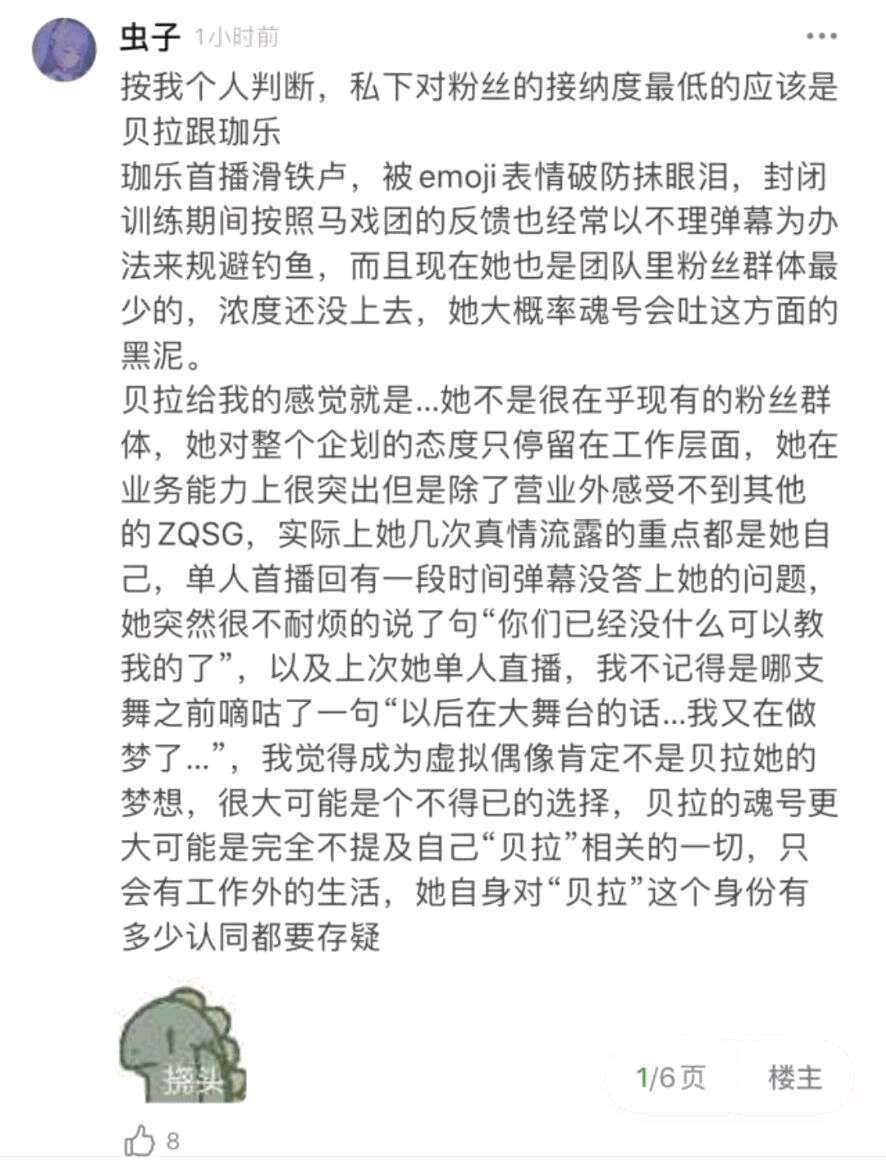 虫子 1小时前
按我个人判断，私下对粉丝的接纳度最低的应该是
贝拉跟珈乐
珈乐首播滑铁卢，被emoji表情破防抹眼泪，封闭
训练期间按照马戏团的反馈也经常以不理弹幕为办
法来规避钓鱼，而且现在她也是团队里粉丝群体最
少的，浓度还没上去，她大概率魂号会吐这方面的
黑泥。
贝拉给我的感觉就是...她不是很在乎现有的粉丝群
体，她对整个企划的态度只停留在工作层面，她在
业务能力上很突出但是除了营业外感受不到其他
的ZQSG，实际上她几次真情流露的重点都是她自
己，单人首播回有一段时间弹幕没答上她的问题，
她突然很不耐烦的说了句“你们已经没什么可以教
我的了”，以及上次她单人直播，我不记得是哪支
舞之前嘀咕了一句“以后在大舞台的话...我又在做
梦了...”，我觉得成为虚拟偶像肯定不是贝拉她的
梦想，很大可能是个不得已的选择，贝拉的魂号更
大可能是完全不提及自己“贝拉”相关的一切，只
会有工作外的生活，她自身对“贝拉”这个身份有
多少认同都要存疑
挠头
1/6页 楼主
8